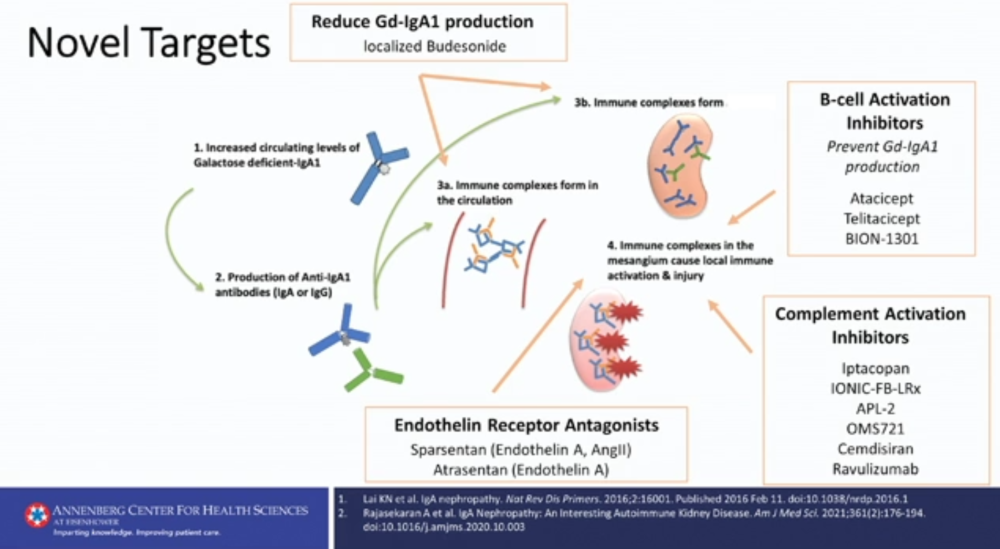 Novel Targets
Reduce Gd-IgA1 production
localized Budesonide
1. Increased circulating levels of
Galactose deficient-IgA1
2. Production of Anti-IgA1
antibodies (IgA or IgG)
3a. Immune complexes form in
the circulation
3b. Immune complexes form
4. Immune complexes in the
mesangium cause local immune
activation & injury
B-cell Activation
Inhibitors
Prevent Gd-IgA1
production
Atacicept
Telitacicept
BION-1301
Complement Activation
Inhibitors
Iptacopan
IONIC-FB-LRx
APL-2
OMS721
Cemdisiran
Ravulizumab
Endothelin Receptor Antagonists
Sparsentan (Endothelin A, AngII)
Atrasentan (Endothelin A)
ANNENBERG CENTER FOR HEALTH SCIENCES
AT EISENHOWER
Imparting knowledge. Improving patient care.
1. Lai KN et al. IgA nephropathy. Nat Rev Dis Primers. 2016;2:16001. Published 2016 Feb 11. doi:10.1038/nrdp.2016.1
2. Rajasekaran A et al. IgA Nephropathy: An Interesting Autoimmune Kidney Disease. Am J Med Sci. 2021;361(2):176-194.
doi:10.1016/j.amjms.2020.10.003